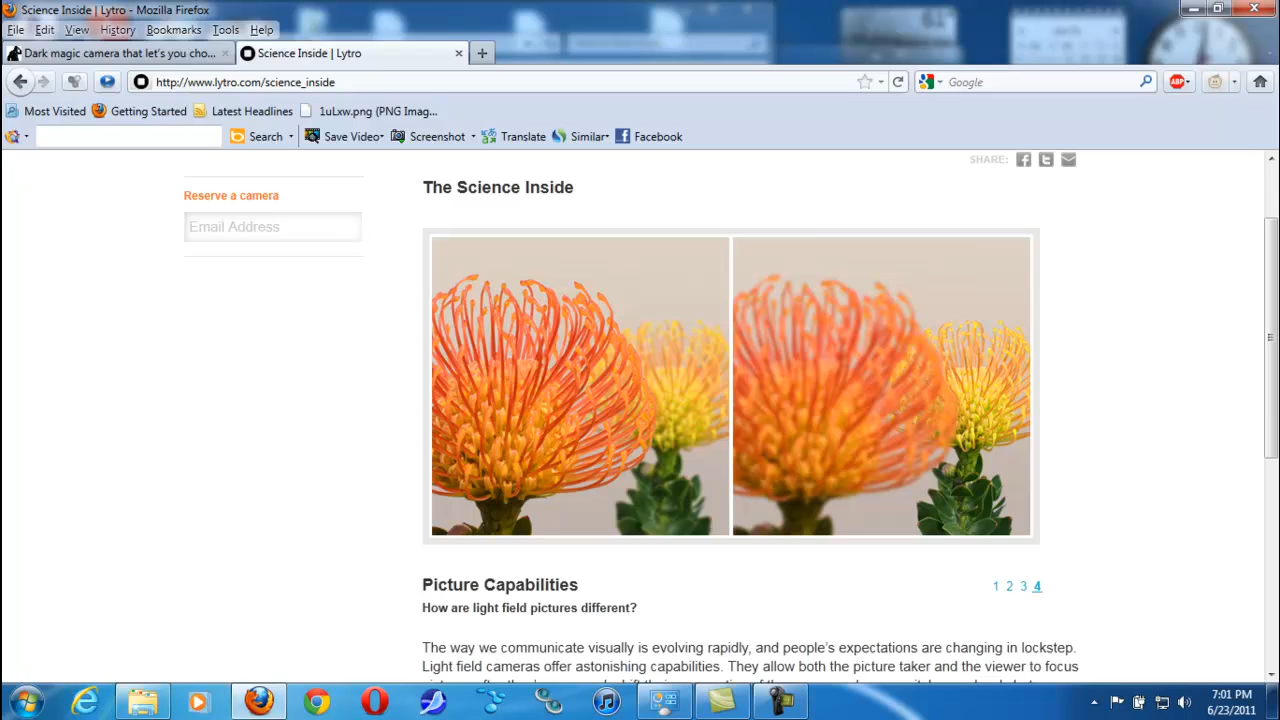 Science Inside | Lytro - Mozilla Firefox
File Edit View History Bookmarks Tools Help
Dark magic camera that let's you cho... Science Inside | Lytro
http://www.lytro.com/science_inside Google
Most Visited Getting Started Latest Headlines 1uLxw.png (PNG Imag...
Search Save Video Screenshot Translate Similar Facebook
SHARE:
Reserve a camera
Email Address
The Science Inside
Picture Capabilities 1 2 3 4
How are light field pictures different?
The way we communicate visually is evolving rapidly, and people's expectations are changing in lockstep.
Light field cameras offer astonishing capabilities. They allow both the picture taker and the viewer to focus
7:01 PM
6/23/2011